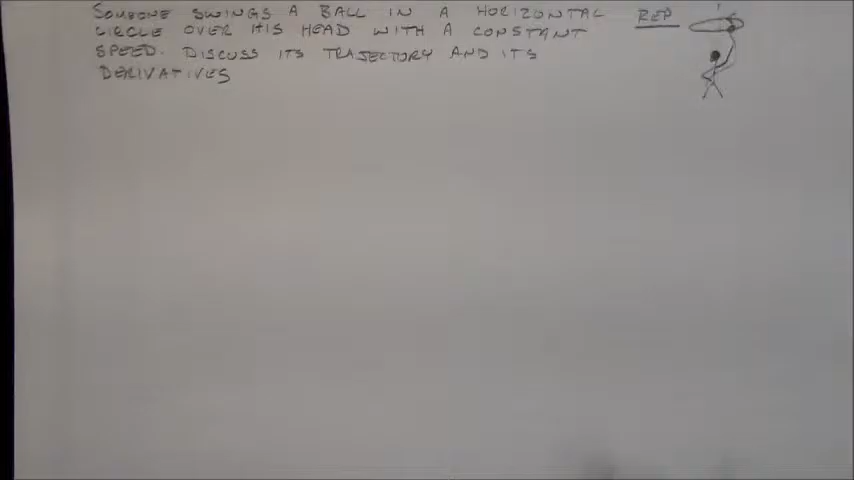 SOMEONE SWINGS A BALL IN A HORIZONTAL
CIRCLE OVER HIS HEAD WITH A CONSTANT
SPEED. DISCUSS ITS TRAJECTORY AND ITS
DERIVATIVES
REP